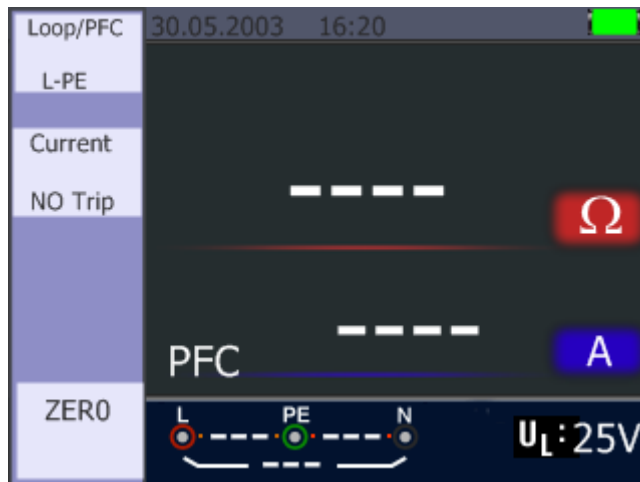 Loop/PFC
30.05.2003 16:20
L-PE
Current
NO Trip
---- Ω
PFC ---- A
ZER0
L PE N
--- ---
---
UL:25V